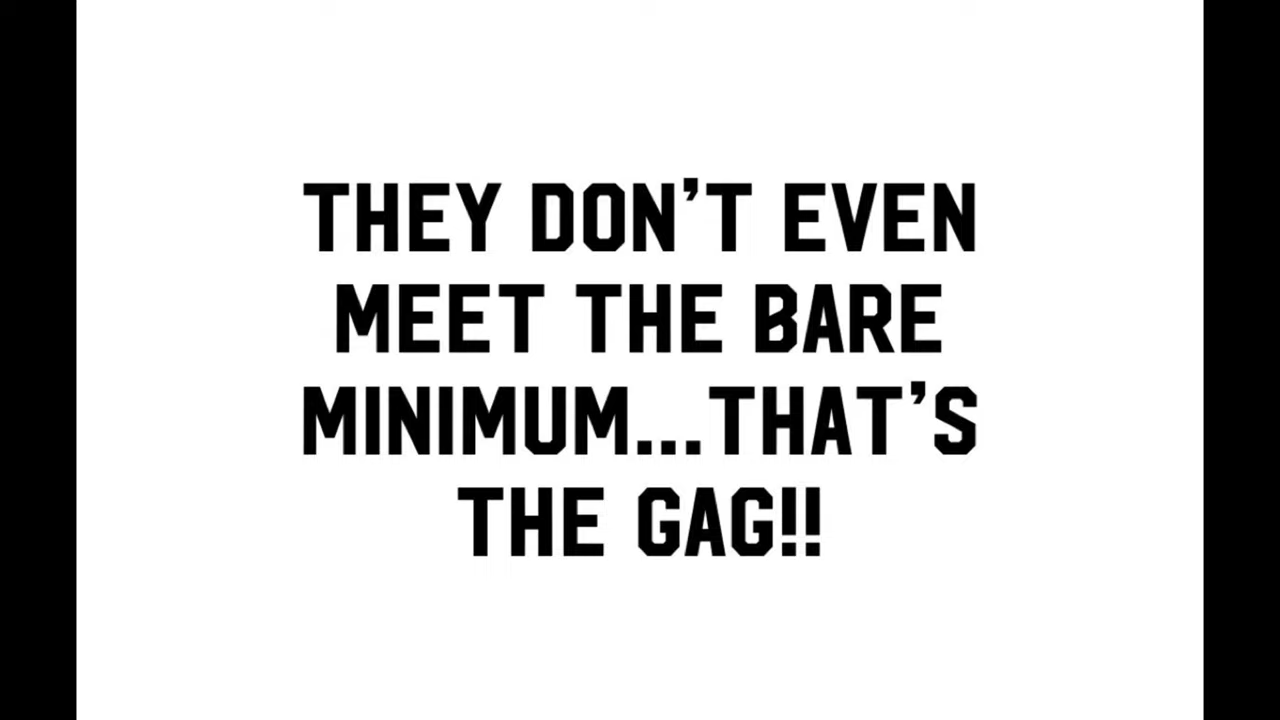 THEY DON'T EVEN
MEET THE BARE
MINIMUM...THAT'S
THE GAG!!